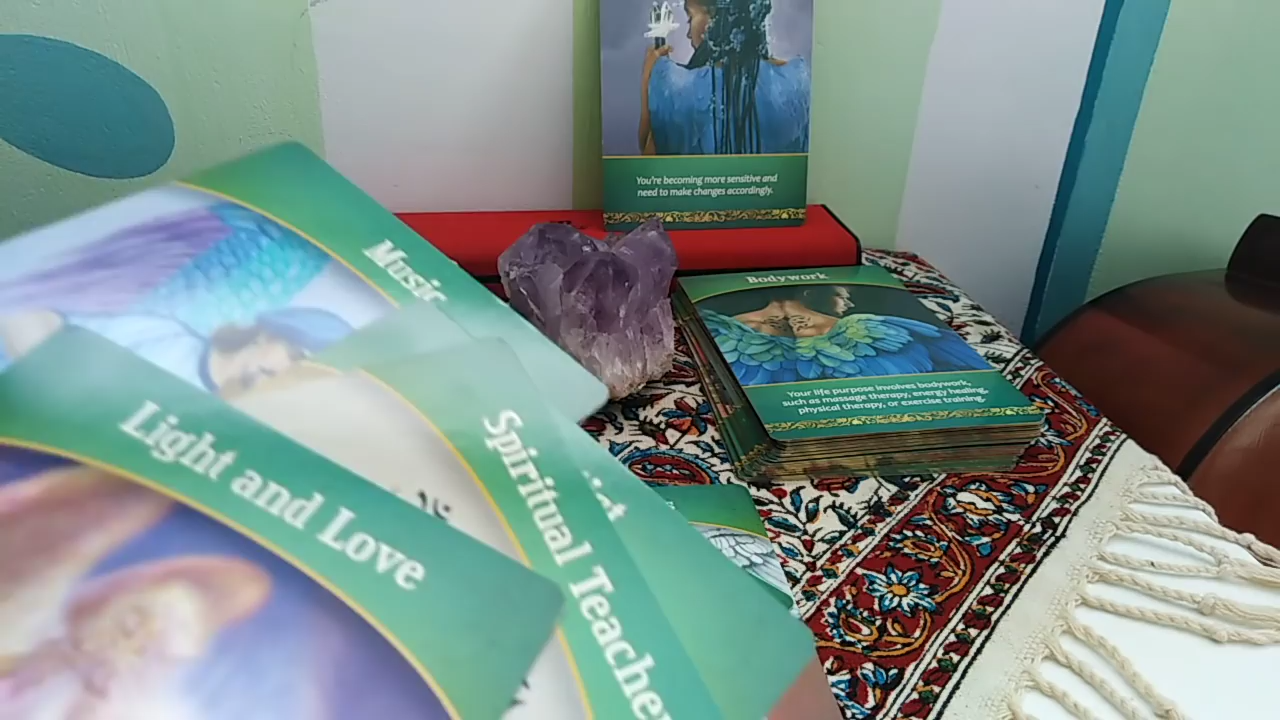 You're becoming more sensitive and
need to make changes accordingly.
Bodywork
Your life purpose involves bodywork,
such as massage therapy, energy healing,
physical therapy, or exercise training.
Music
Light and Love
Spiritual Teacher